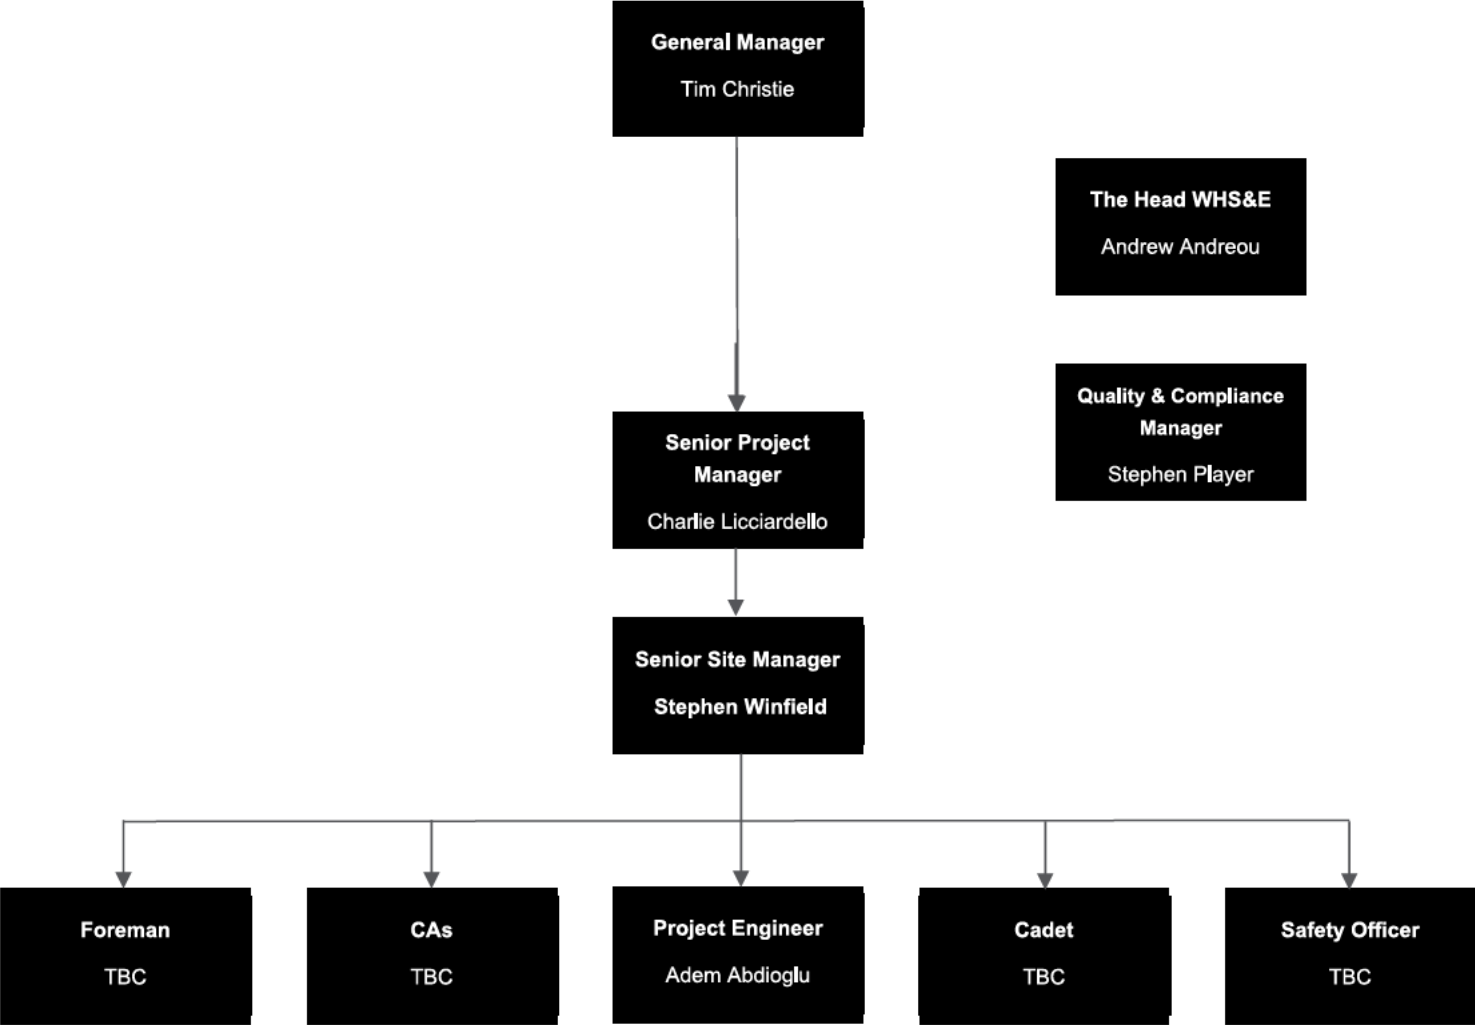 General Manager
Tim Christie
The Head WHS&E
Andrew Andreou
Quality & Compliance
Manager
Stephen Player
Senior Project
Manager
Charlie Licciardello
Senior Site Manager
Stephen Winfield
Foreman
TBC
CAs
TBC
Project Engineer
Adem Abdioglu
Cadet
TBC
Safety Officer
TBC